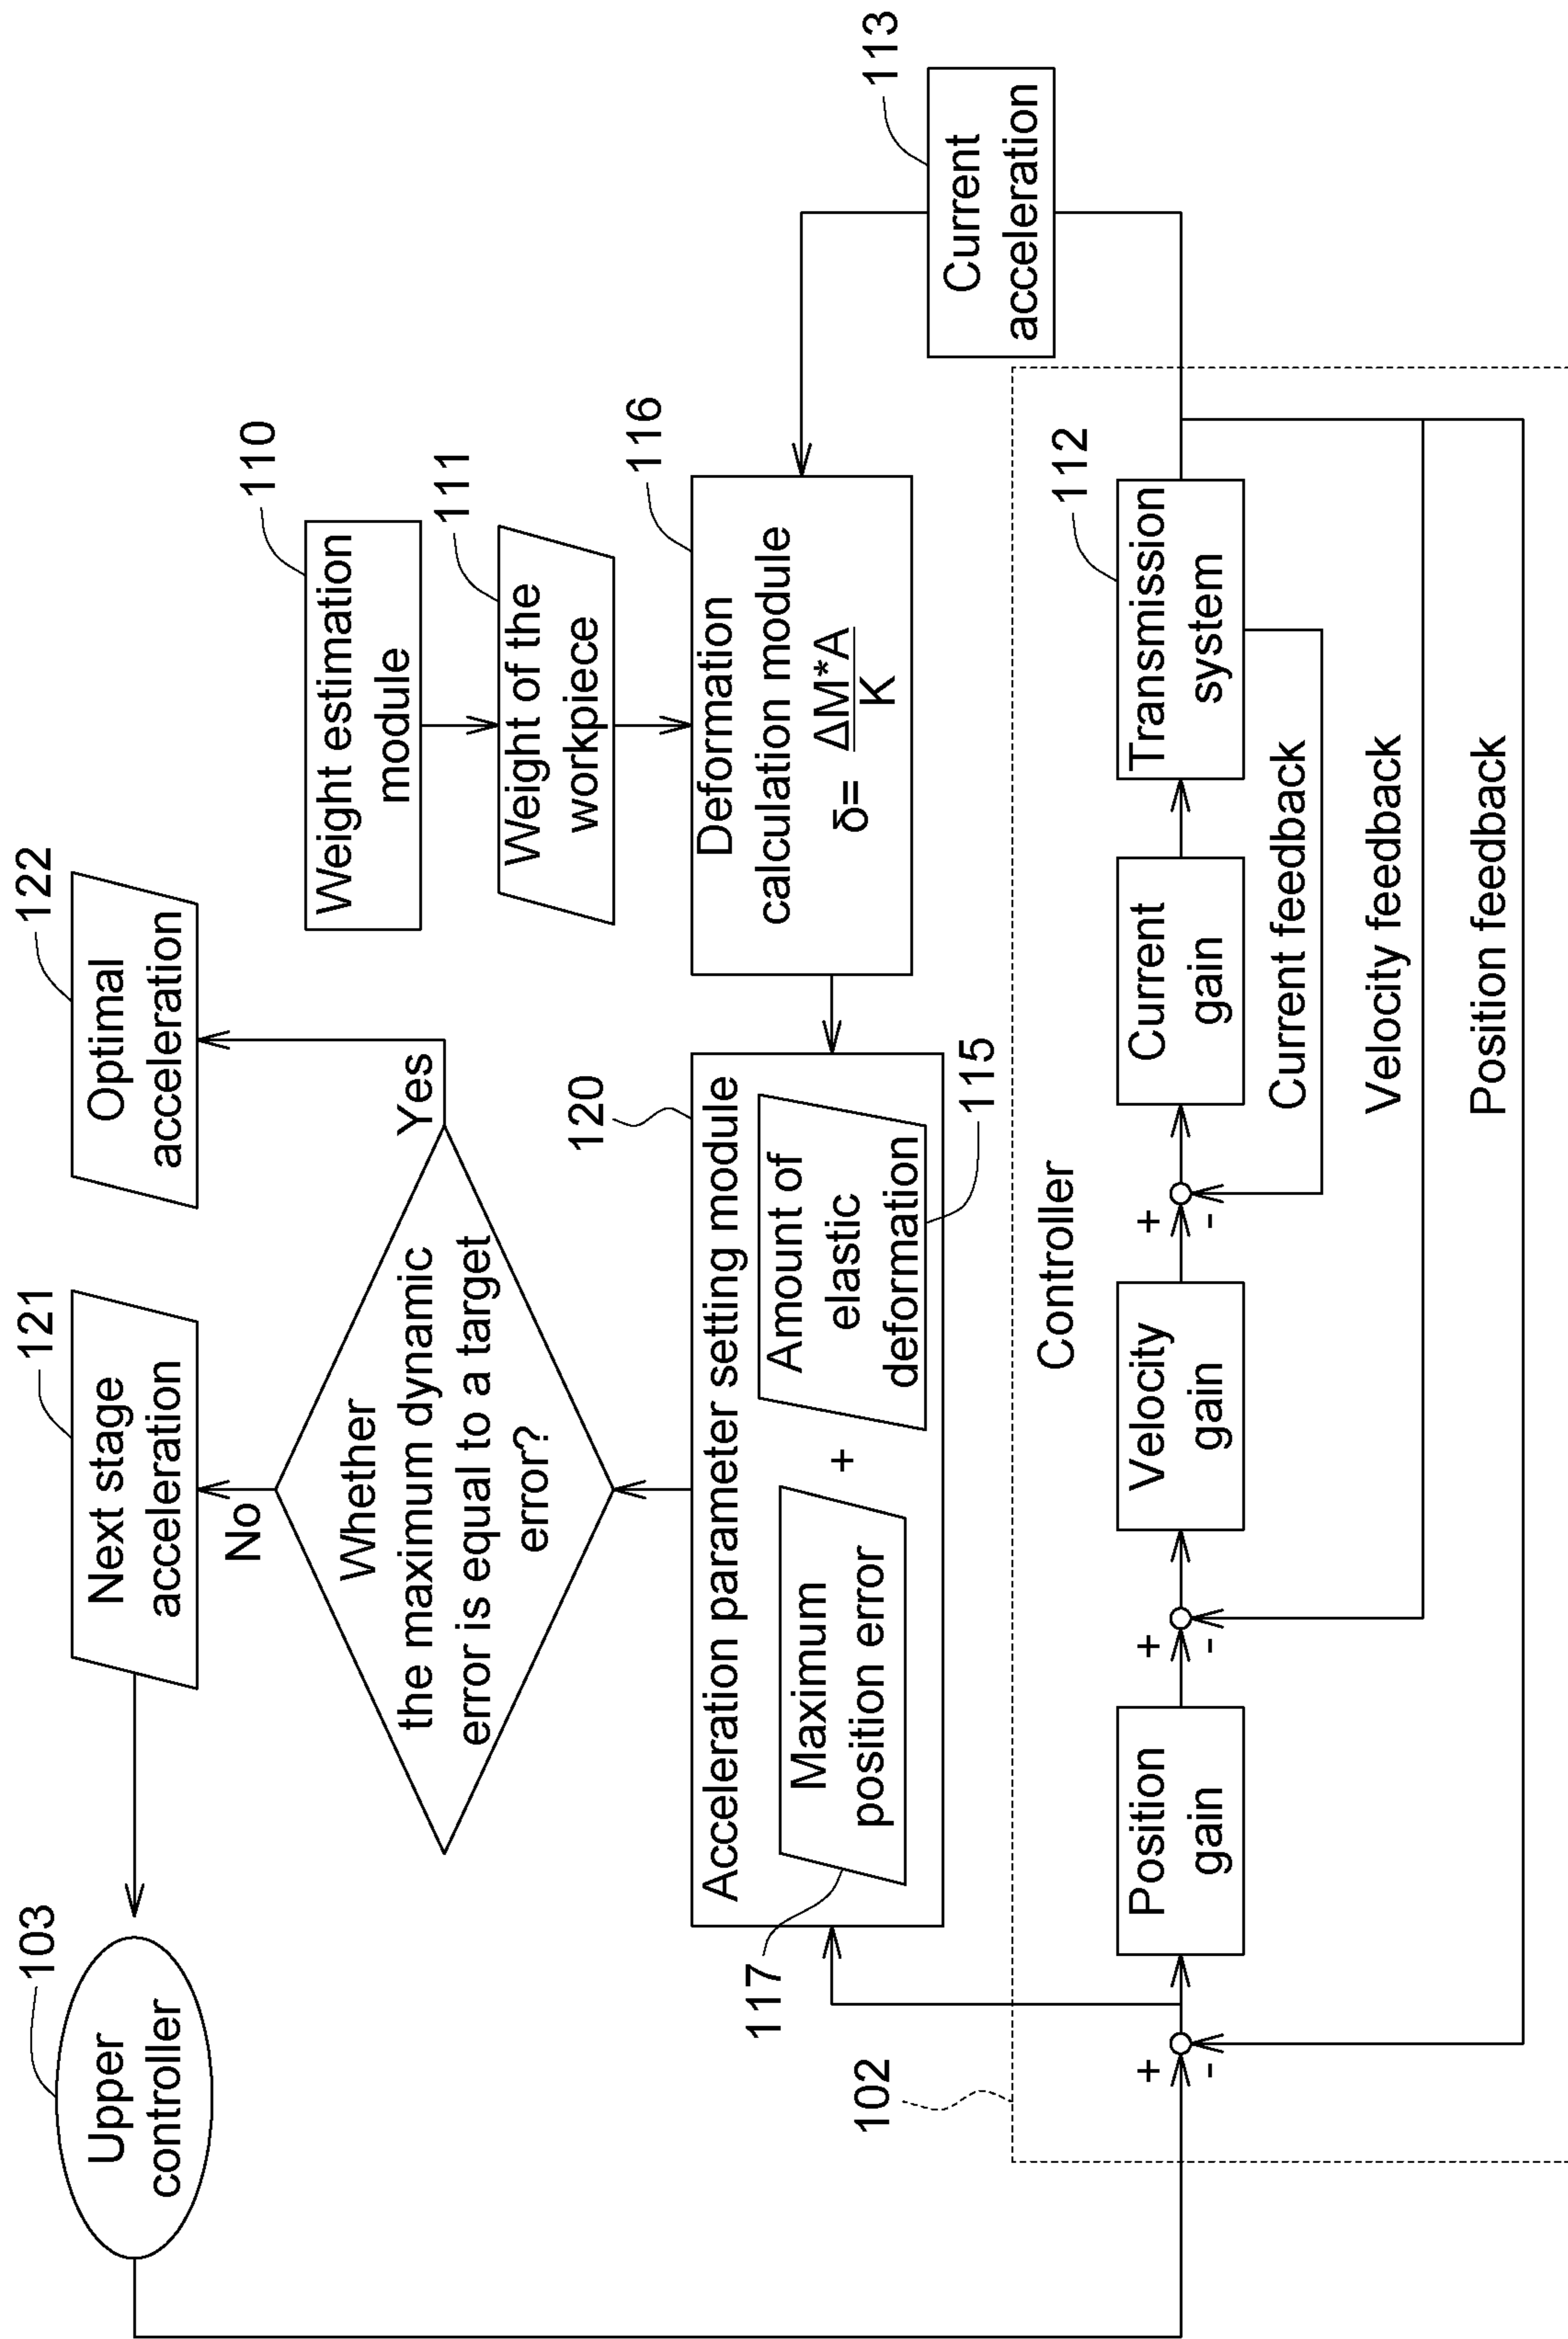 103
Upper
controller
121
Next stage
acceleration
122
Optimal
acceleration
No
Yes
Whether
the maximum dynamic
error is equal to a target
error?
110
Weight estimation
module
111
Weight of the
workpiece
120
Acceleration parameter setting module
117
Maximum
position error
+
Amount of
elastic
deformation
115
116
Deformation
calculation module
δ= ΔM*A
K
113
Current
acceleration
102
Controller
+
-
Position
gain
+
-
Velocity
gain
+
-
Current
gain
112
Transmission
system
Current feedback
Velocity feedback
Position feedback